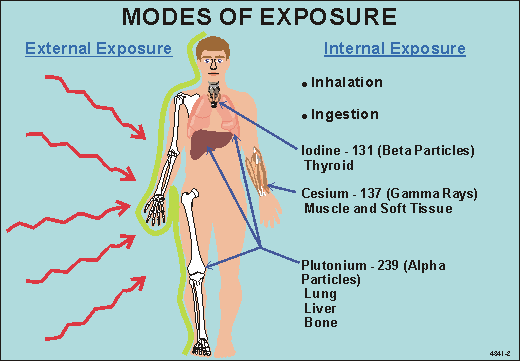 MODES OF EXPOSURE
External Exposure
Internal Exposure
• Inhalation
• Ingestion
Iodine - 131 (Beta Particles)
Thyroid
Cesium - 137 (Gamma Rays)
Muscle and Soft Tissue
Plutonium - 239 (Alpha
Particles)
Lung
Liver
Bone
4841-2